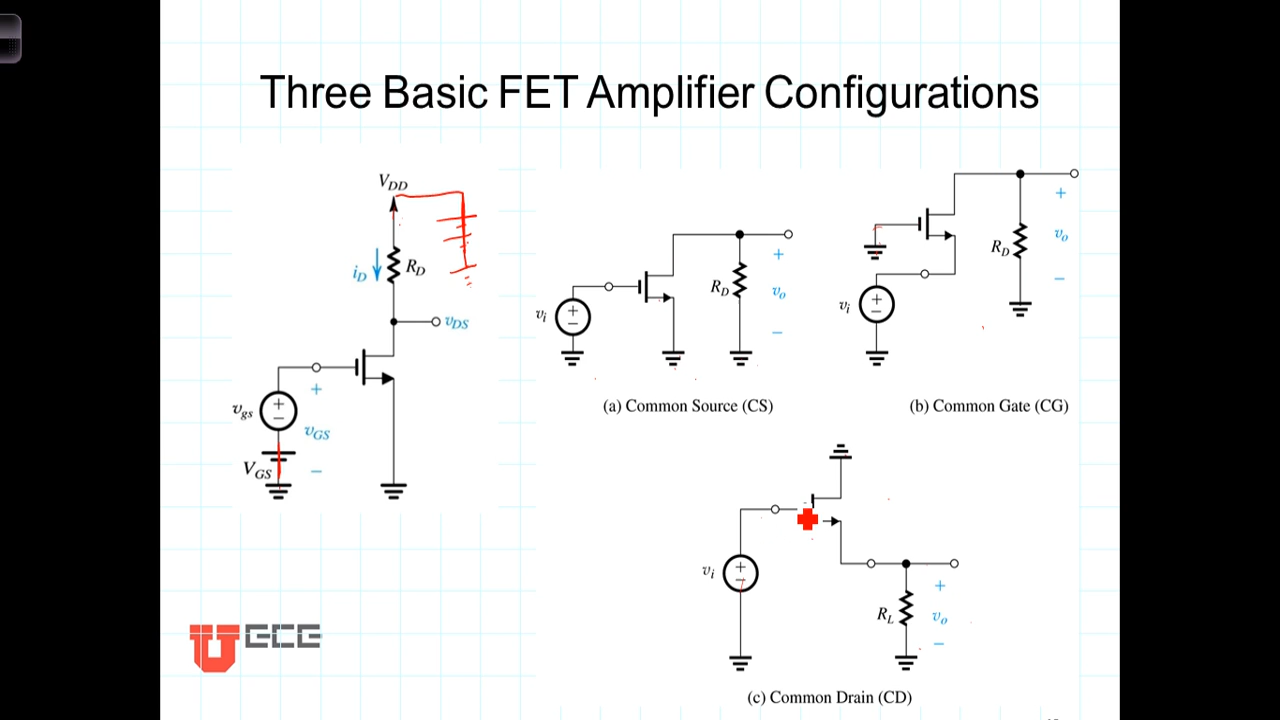 Three Basic FET Amplifier Configurations
VDD
iD
RD
vDS
vgs
+
−
+
vGS
−
VGS
vi
+
−
RD
+
vo
−
(a) Common Source (CS)
vi
+
−
RD
+
vo
−
(b) Common Gate (CG)
vi
+
−
RL
+
vo
−
(c) Common Drain (CD)
U ECE